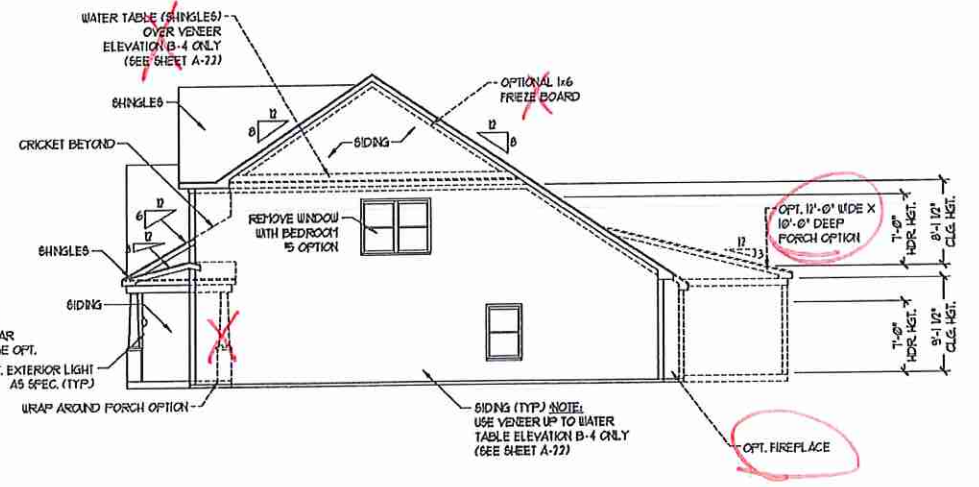 WATER TABLE (SHINGLES)
OVER VENEER
ELEVATION B-4 ONLY
(SEE SHEET A-22)
OPTIONAL 1x6
FRIEZE BOARD
SHINGLES
12
8
SIDING
12
8
CRICKET BEYOND
REMOVE WINDOW
WITH BEDROOM
#5 OPTION
OPT. 12'-0" WIDE X
10'-0" DEEP
PORCH OPTION
7'-0"
HDR. HGT.
8'-1 1/2"
CLG. HGT.
6
12
12
3
12
3
SHINGLES
SIDING
AR
E OPT.
EXTERIOR LIGHT
AS SPEC. (TYP.)
WRAP AROUND PORCH OPTION
7'-0"
HDR. HGT.
9'-1 1/2"
CLG. HGT.
SIDING (TYP.) NOTE:
USE VENEER UP TO WATER
TABLE ELEVATION B-4 ONLY
(SEE SHEET A-22)
OPT. FIREPLACE